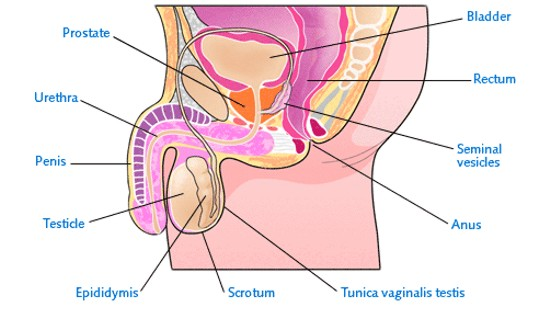 Bladder
Prostate
Rectum
Urethra
Seminal
vesicles
Penis
Testicle
Anus
Epididymis
Scrotum
Tunica vaginalis testis